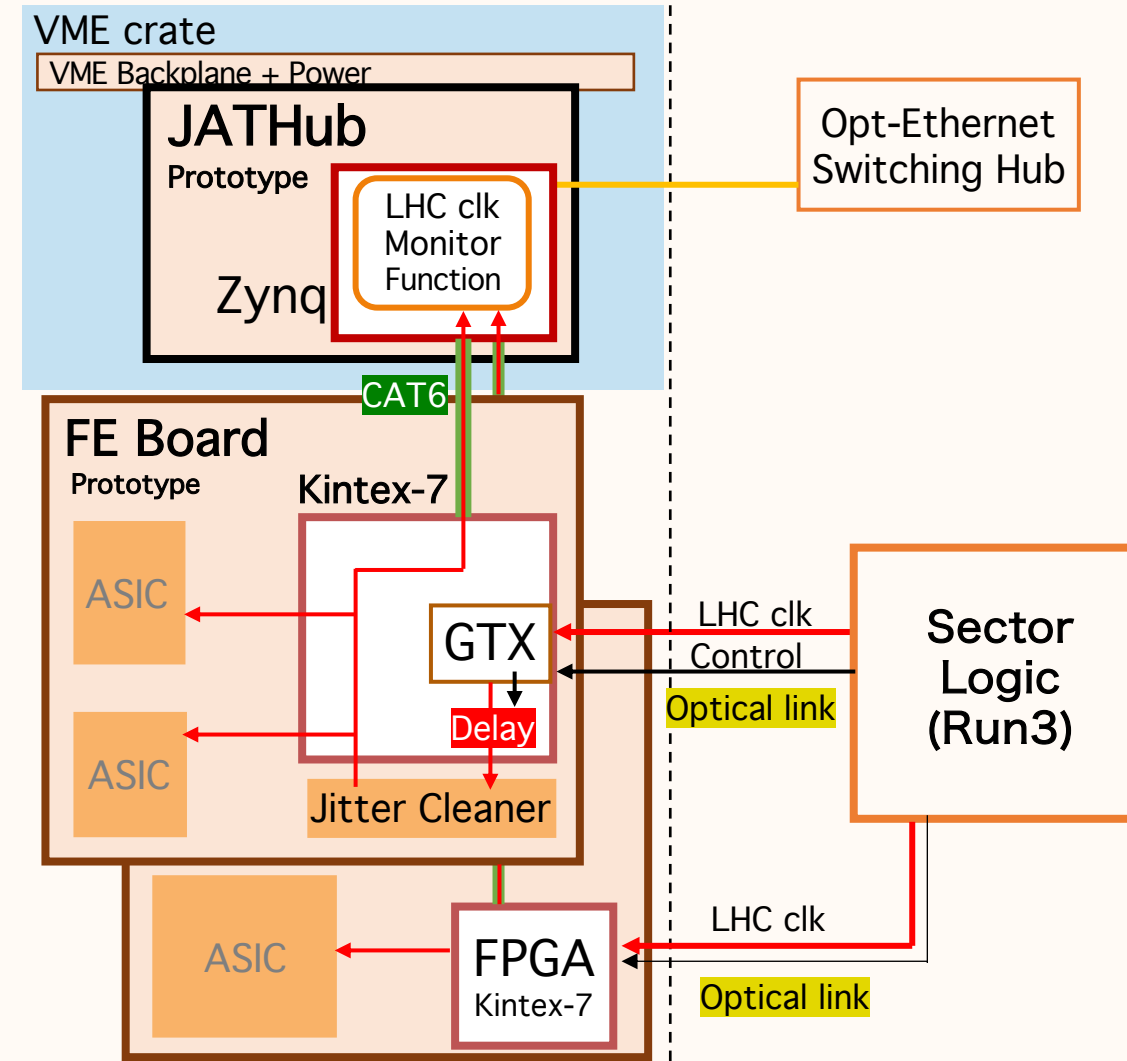 VME crate
VME Backplane + Power
JATHub
Prototype
LHC clk
Monitor
Function
Zynq
Opt-Ethernet
Switching Hub
CAT6
FE Board
Prototype
Kintex-7
ASIC
GTX
Delay
ASIC
Jitter Cleaner
LHC clk
Control
Optical link
Sector
Logic
(Run3)
ASIC
FPGA
Kintex-7
LHC clk
Optical link